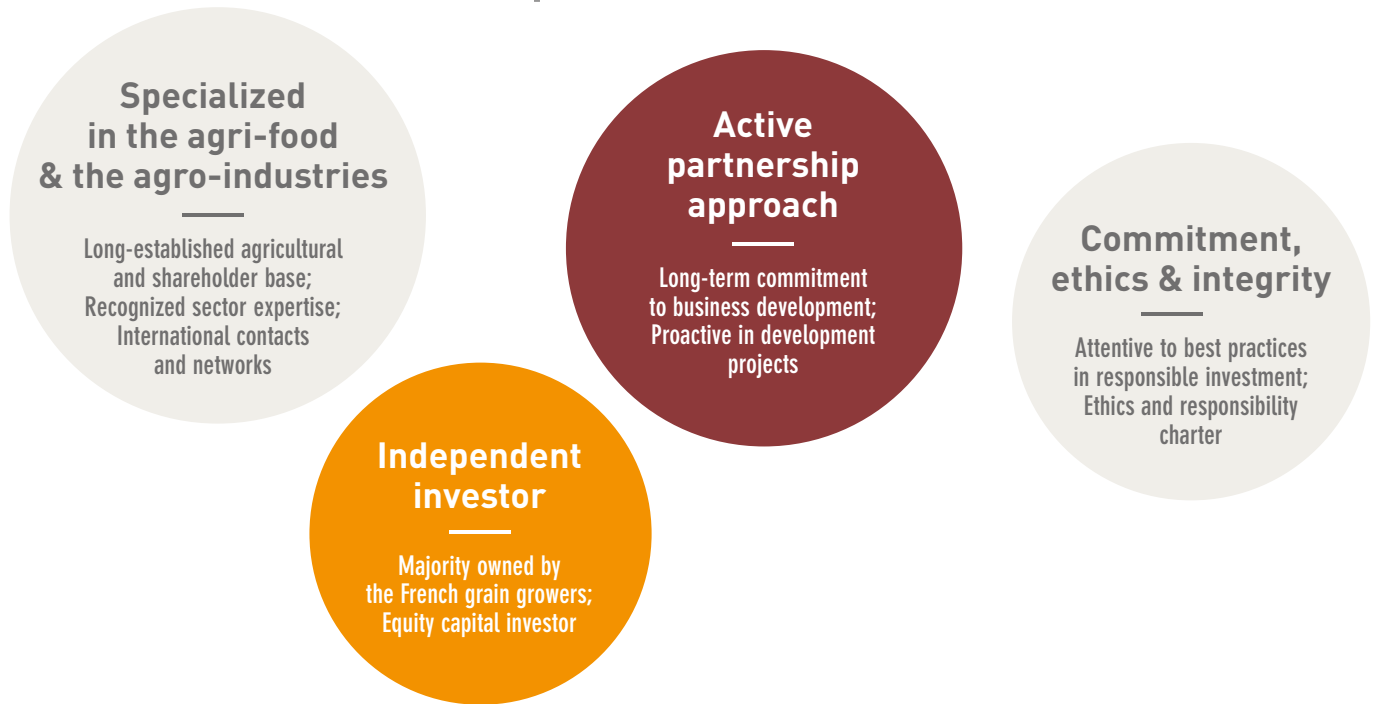 Specialized
in the agri-food
& the agro-industries
Long-established agricultural
and shareholder base;
Recognized sector expertise;
International contacts
and networks
Independent
investor
Majority owned by
the French grain growers;
Equity capital investor
Active
partnership
approach
Long-term commitment
to business development;
Proactive in development
projects
Commitment,
ethics & integrity
Attentive to best practices
in responsible investment;
Ethics and responsibility
charter